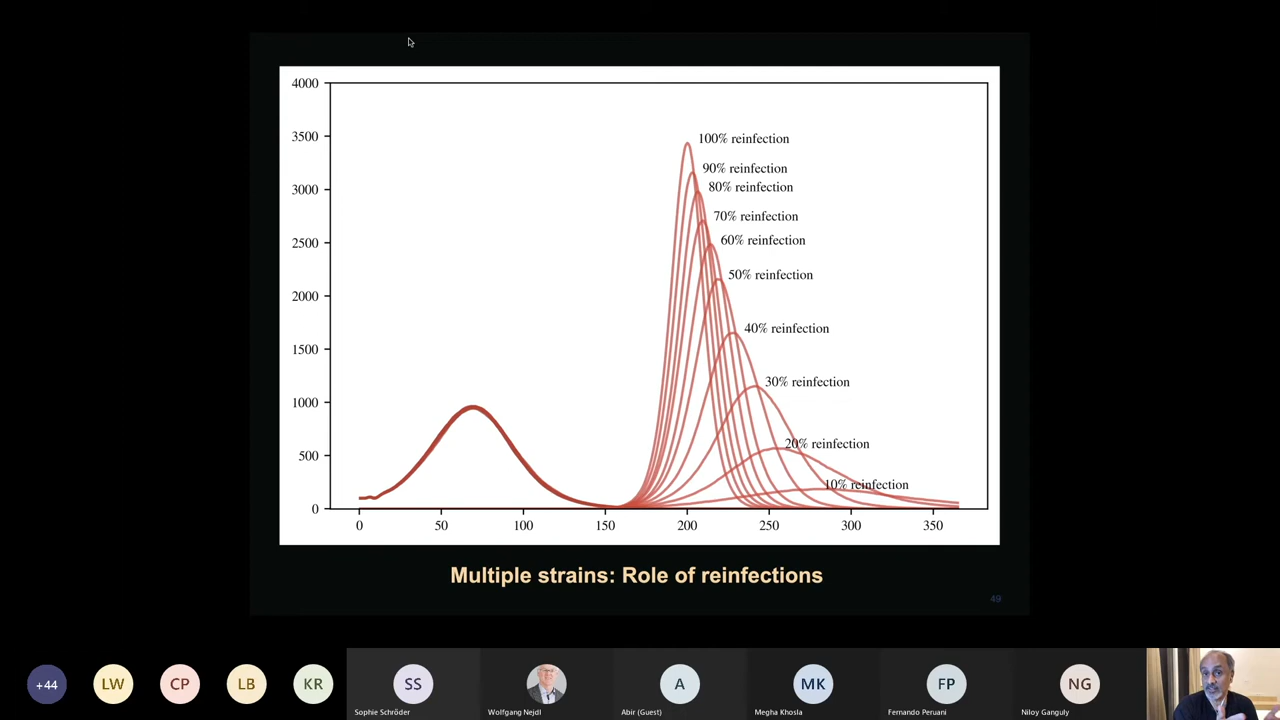 4000
3500
3000
2500
2000
1500
1000
500
0
0 50 100 150 200 250 300 350
100% reinfection
90% reinfection
80% reinfection
70% reinfection
60% reinfection
50% reinfection
40% reinfection
30% reinfection
20% reinfection
10% reinfection
Multiple strains: Role of reinfections
49
+44 LW CP LB KR SS A MK FP NG
Sophie Schröder Wolfgang Nejdl Abir (Guest) Megha Khosla Fernando Peruani Niloy Ganguly